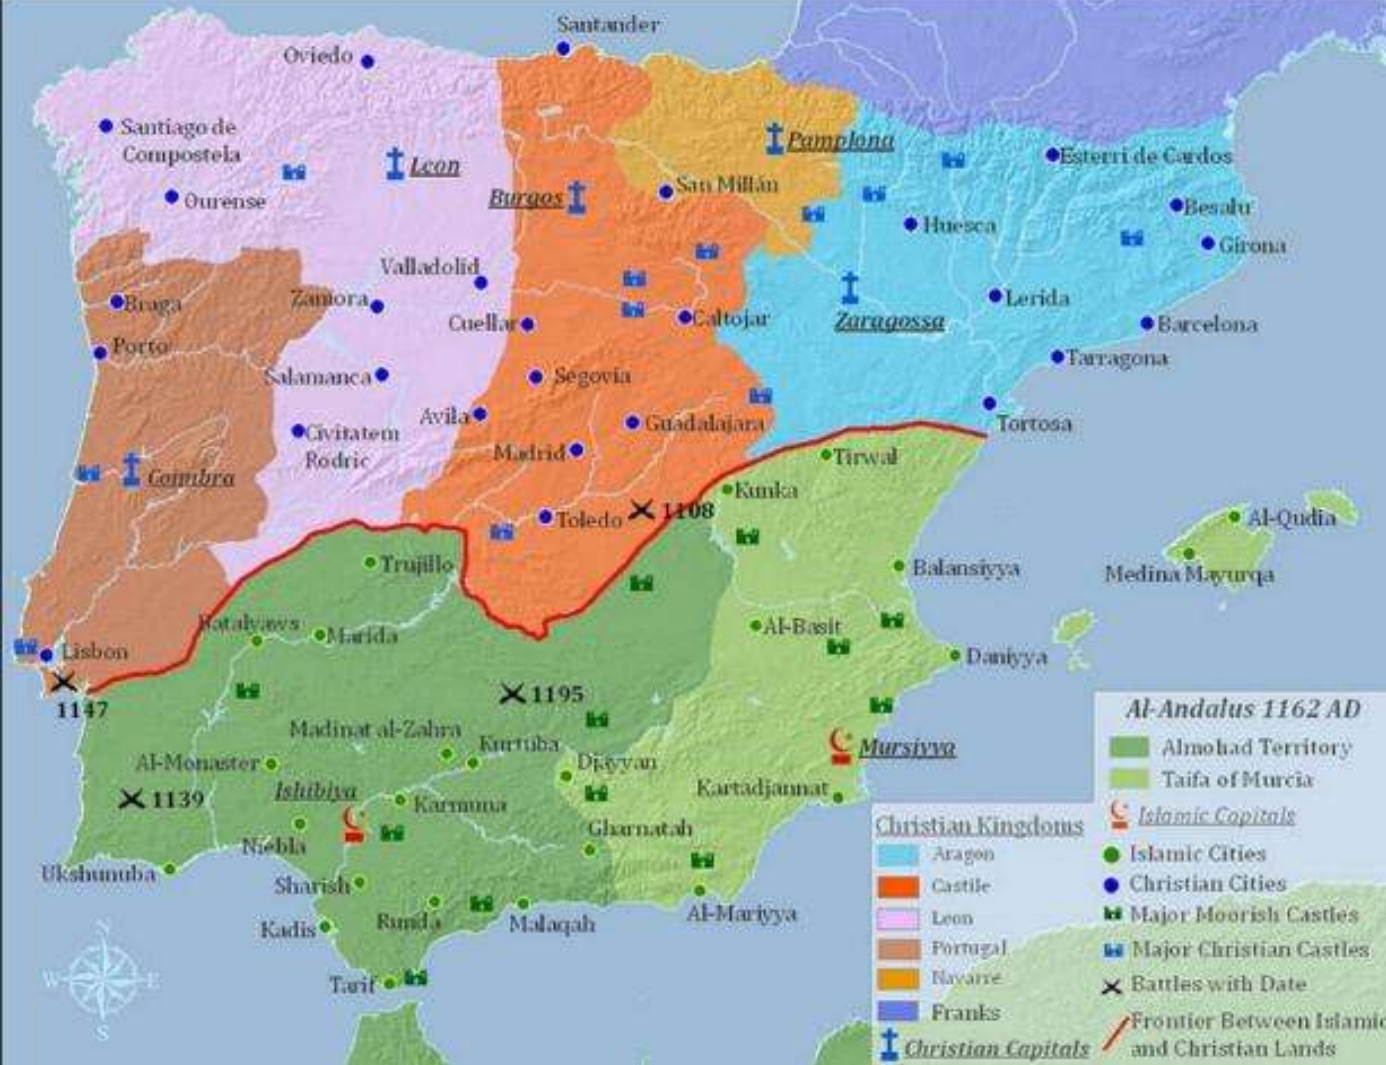 Santander
Oviedo
Santiago de
Compostela
Leon
Pamplona
Esterri de Cardos
Burgos
San Millán
Ourense
Besalu
Huesca
Girona
Valladolid
Zamora
Braga
Lerida
Cuellar
Caltojar
Zaragossa
Barcelona
Porto
Tarragona
Salamanca
Segovia
Avila
Guadalajara
Tortosa
Civitatem
Rodric
Madrid
Tirwal
Coimbra
Kunka
Toledo
1108
Al-Qudia
Trujillo
Balansiyya
Medina Mayurqa
Batalyaws
Marida
Al-Basit
Lisbon
Daniyya
1147
1195
Madinat al-Zahra
Kurtuba
Mursiyya
Al-Monaster
Djayyan
Ishibiya
Kartadjannat
1139
Karmuna
Gharnatah
Niebla
Ukshunuba
Sharish
Runda
Malaqah
Al-Mariyya
Kadis
Tarif
N
W
E
S
Al-Andalus 1162 AD
Almohad Territory
Taifa of Murcia
Islamic Capitals
Islamic Cities
Christian Cities
Major Moorish Castles
Major Christian Castles
Battles with Date
Frontier Between Islamic
and Christian Lands
Christian Kingdoms
Aragon
Castile
Leon
Portugal
Navarre
Franks
Christian Capitals